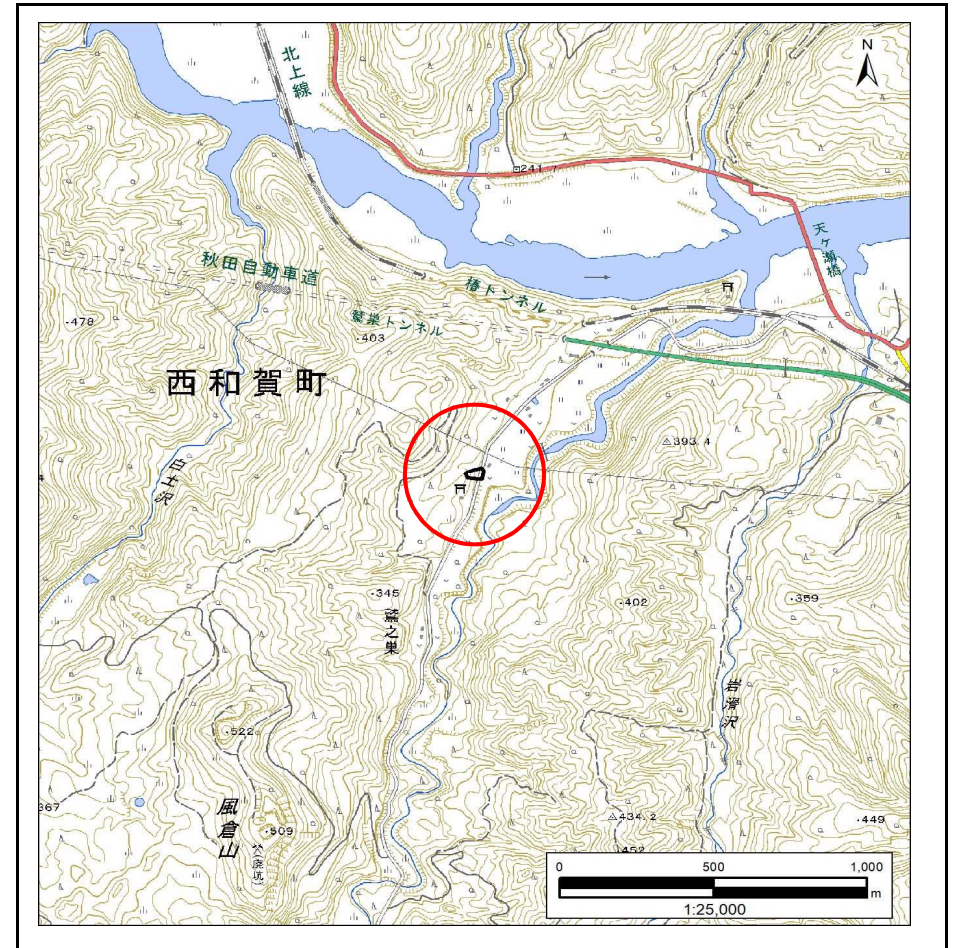 N
北上線
241.7
天ヶ瀬橋
秋田自動車道
椿トンネル
鷲巣トンネル
・478
・403
西和賀町
393.4
白土沢
・345
・402
・359
鷲之巣
岩滑沢
・522
367
風倉山
・509
(廃坑)
434.2
452
・449
0 500 1,000
m
1:25,000